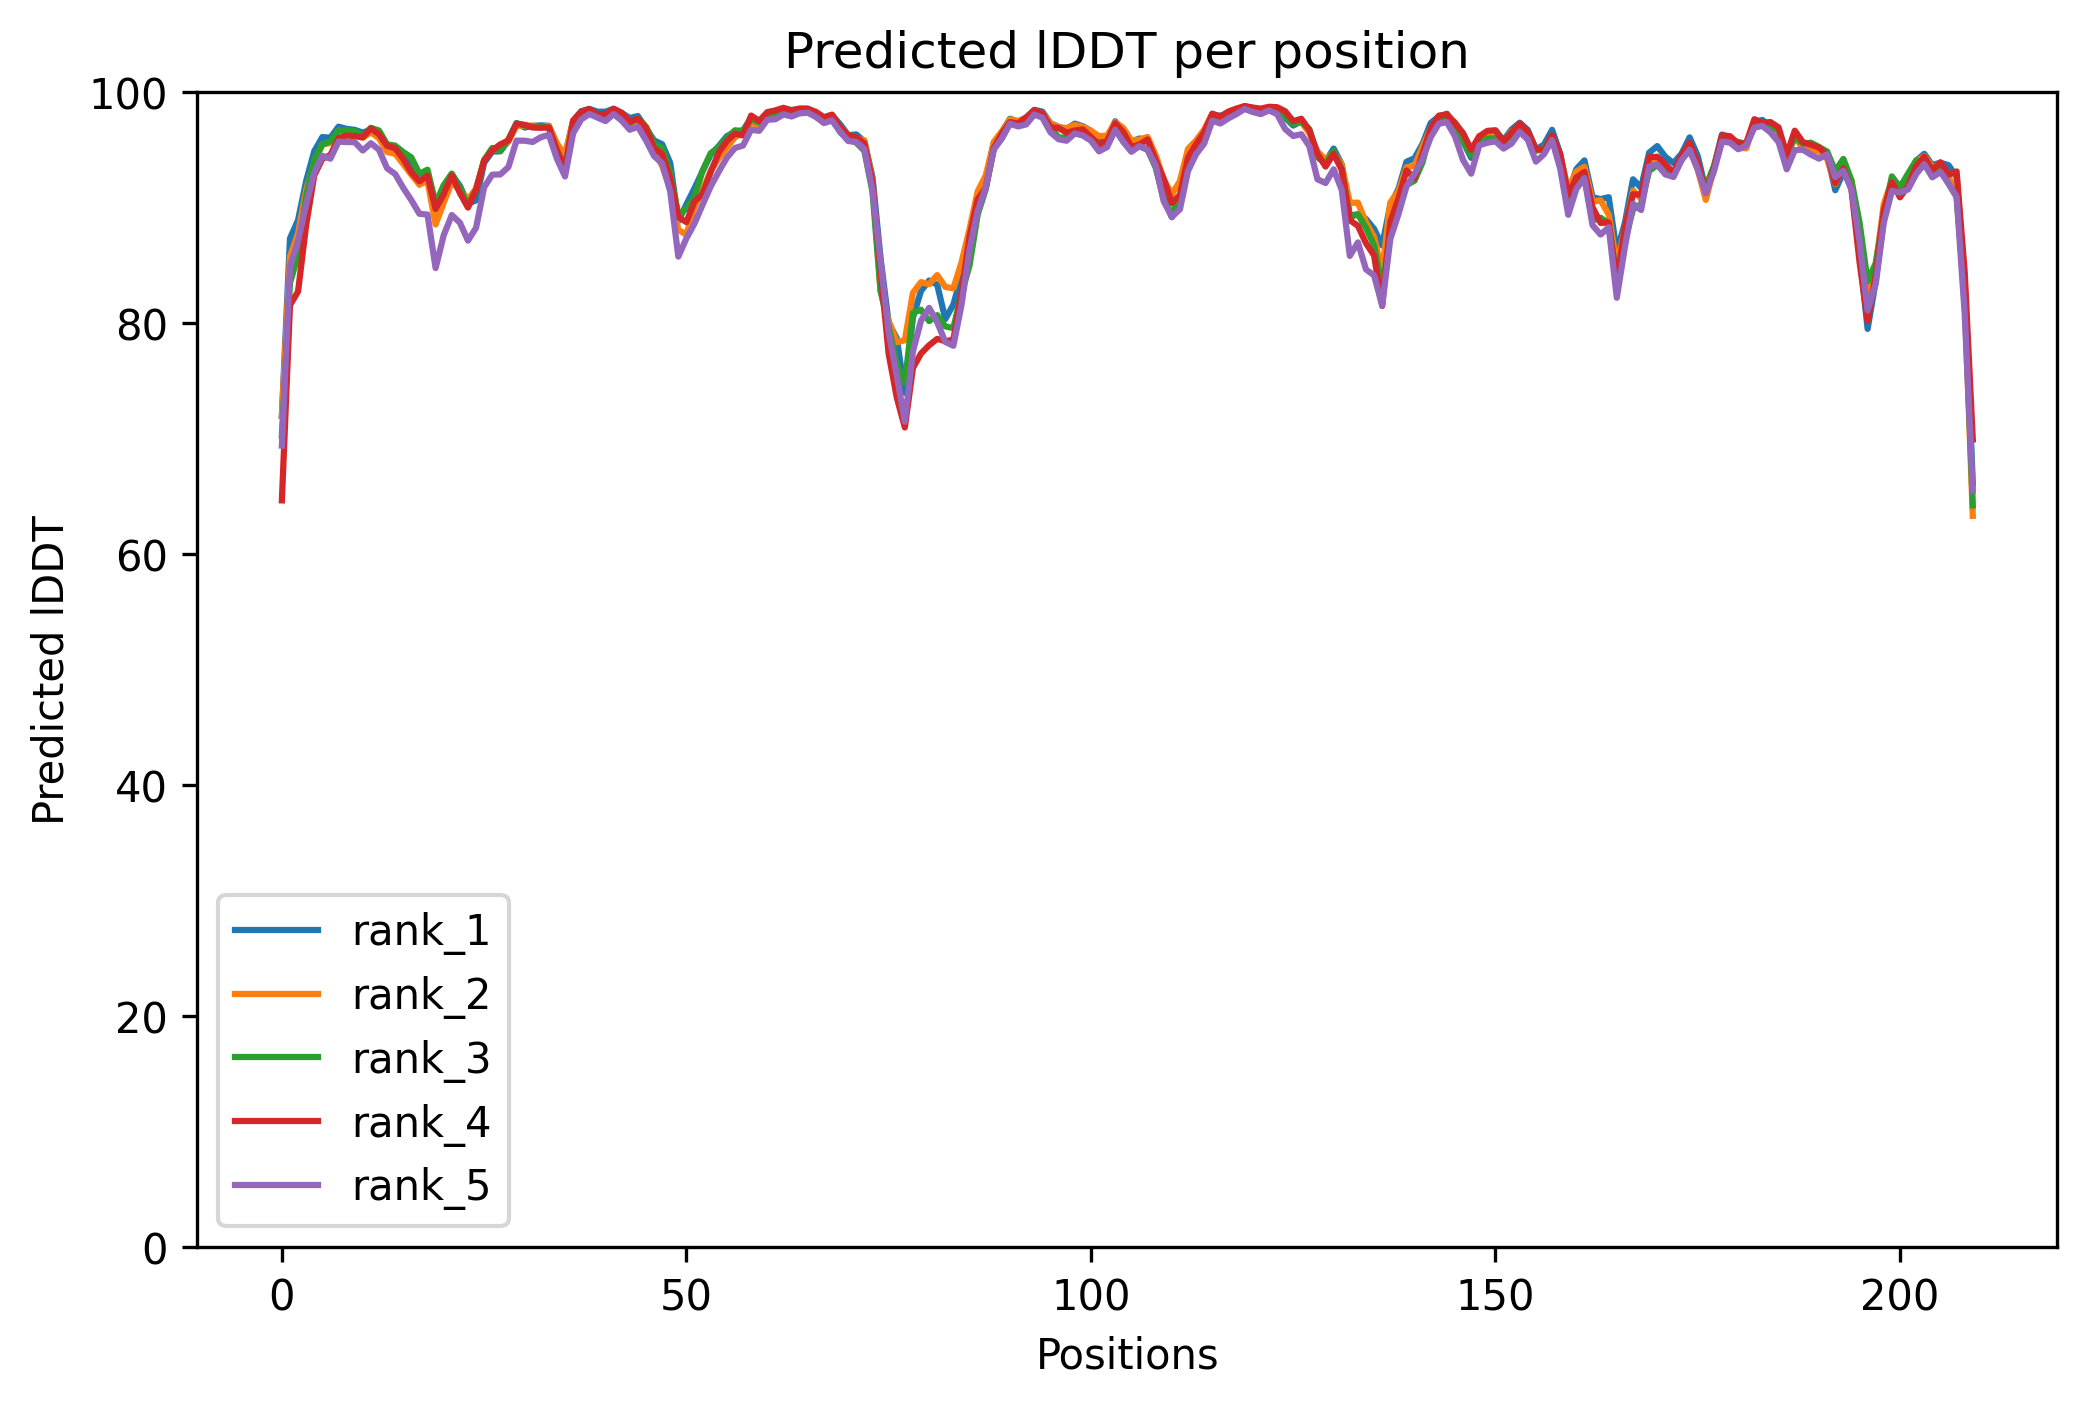 Predicted lDDT per position
100
80
60
40
20
0
Predicted lDDT
rank_1
rank_2
rank_3
rank_4
rank_5
0 50 100 150 200
Positions